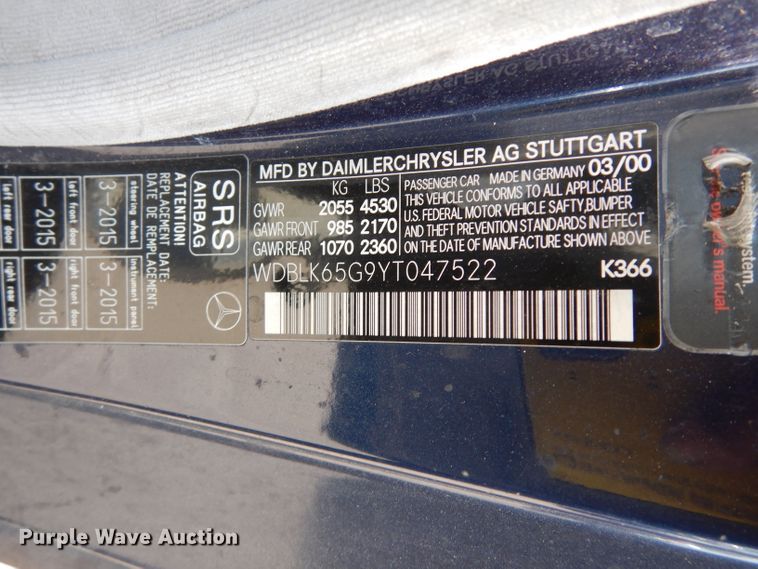 MFD BY DAIMLERCHRYSLER AG STUTTGART
KG LBS
GVWR 2055 4530
GAWR FRONT 985 2170
GAWR REAR 1070 2360
PASSENGER CAR MADE IN GERMANY 03/00
THIS VEHICLE CONFORMS TO ALL APPLICABLE
U.S. FEDERAL MOTOR VEHICLE SAFTY,BUMPER
AND THEFT PREVENTION STANDARDS IN EFFECT
ON THE DATE OF MANUFACTURE SHOWN ABOVE
WDBLK65G9YT047522
K366
SRS
AIRBAG
ATTENTION!
REPLACEMENT DATE:
DATE DE REMPLACEMENT:
steering wheel
3-2015
instrument panel
3-2015
left front door
3-2015
right front door
3-2015
left rear door
right rear door
system.
owner's manual.
Purple Wave Auction